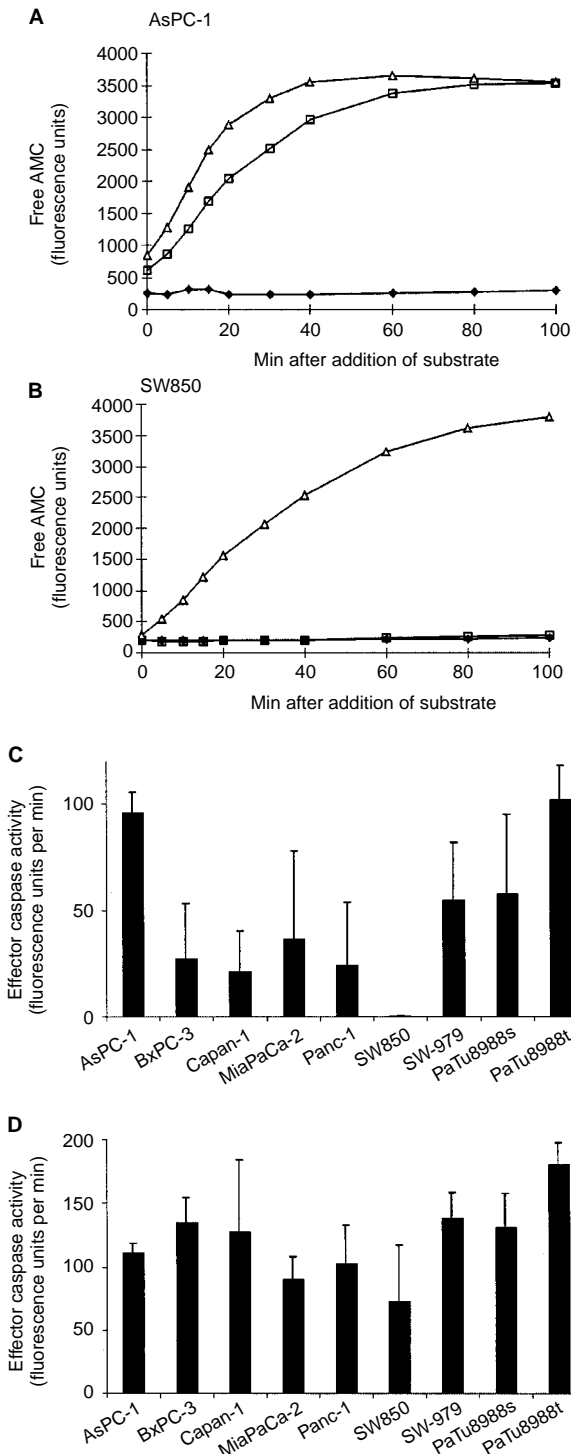 A
AsPC-1
4000
3500
3000
2500
2000
1500
1000
500
0
Free AMC
(fluorescence units)
0 20 40 60 80 100
Min after addition of substrate
B
SW850
4000
3500
3000
2500
2000
1500
1000
500
0
Free AMC
(fluorescence units)
0 20 40 60 80 100
Min after addition of substrate
C
100
50
0
Effector caspase activity
(fluorescence units per min)
AsPC-1 BxPC-3 Capan-1 MiaPaCa-2 Panc-1 SW850 SW-979 PaTu8988s PaTu8988t
D
200
150
100
50
0
Effector caspase activity
(fluorescence units per min)
AsPC-1 BxPC-3 Capan-1 MiaPaCa-2 Panc-1 SW850 SW-979 PaTu8988s PaTu8988t